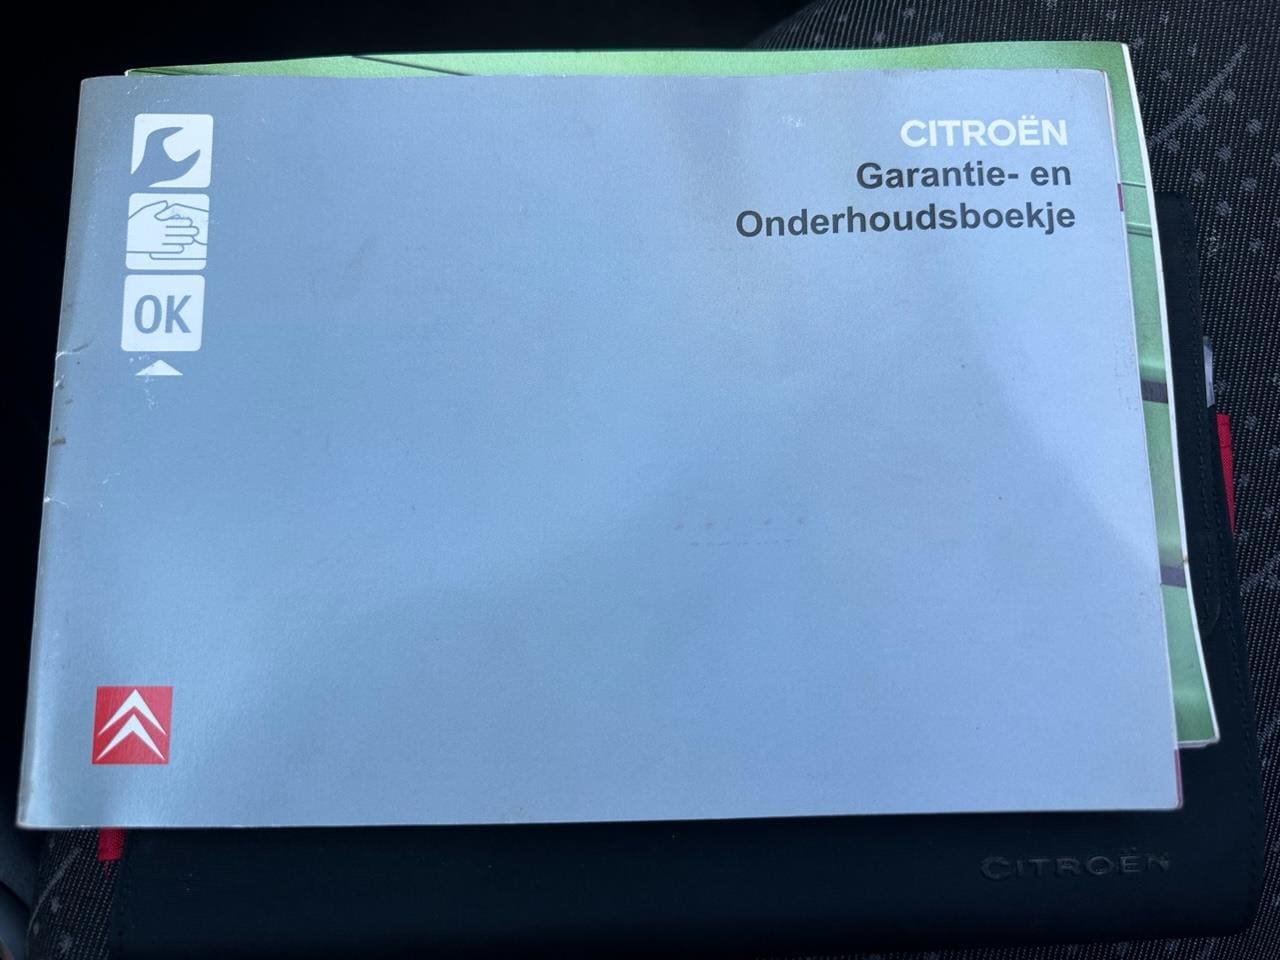 CITROËN
Garantie- en
Onderhoudsboekje
OK
CITROËN